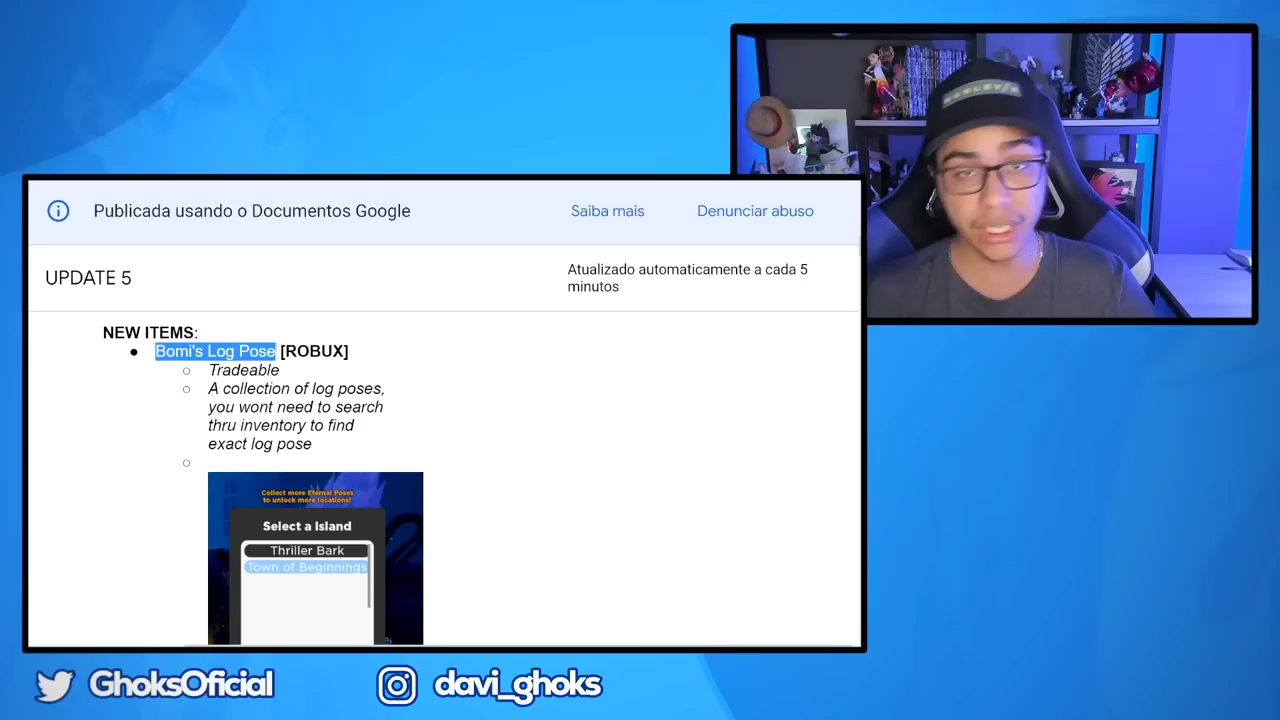 Publicada usando o Documentos Google
Saiba mais
Denunciar abuso
UPDATE 5
Atualizado automaticamente a cada 5
minutos
NEW ITEMS:
● Bomi's Log Pose [ROBUX]
○ Tradeable
○ A collection of log poses,
you wont need to search
thru inventory to find
exact log pose
○
Collect more Eternal Poses
to unlock more locations!
Select a Island
Thriller Bark
Town of Beginnings
GhoksOficial
davi_ghoks